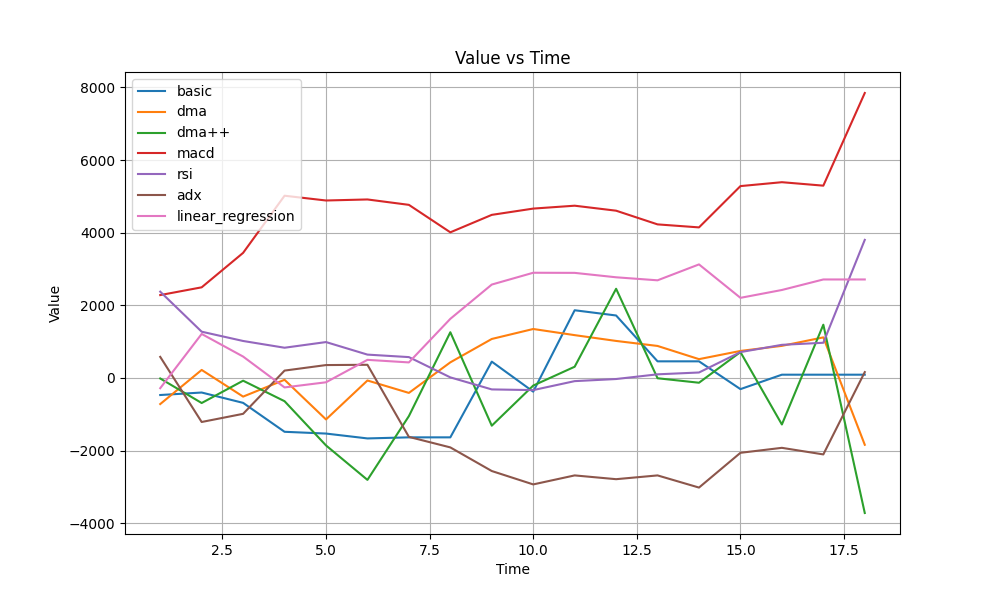 Value vs Time
8000
6000
4000
2000
0
−2000
−4000
Value
basic
dma
dma++
macd
rsi
adx
linear_regression
2.5 5.0 7.5 10.0 12.5 15.0 17.5
Time